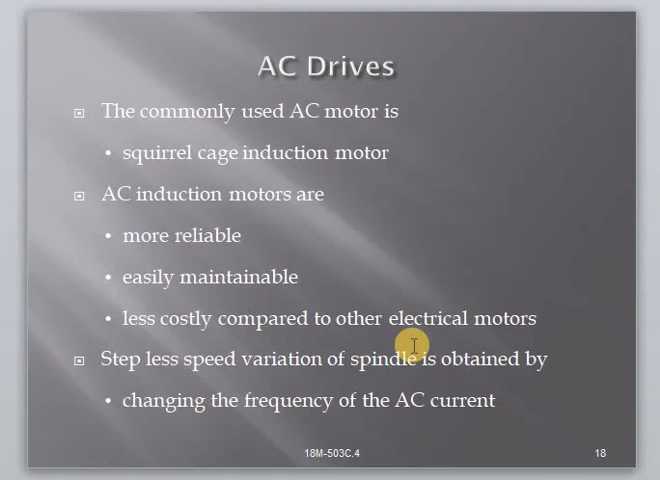 AC Drives
The commonly used AC motor is
• squirrel cage induction motor
AC induction motors are
• more reliable
• easily maintainable
• less costly compared to other electrical motors
Step less speed variation of spindle is obtained by
• changing the frequency of the AC current
18M-503C.4
18